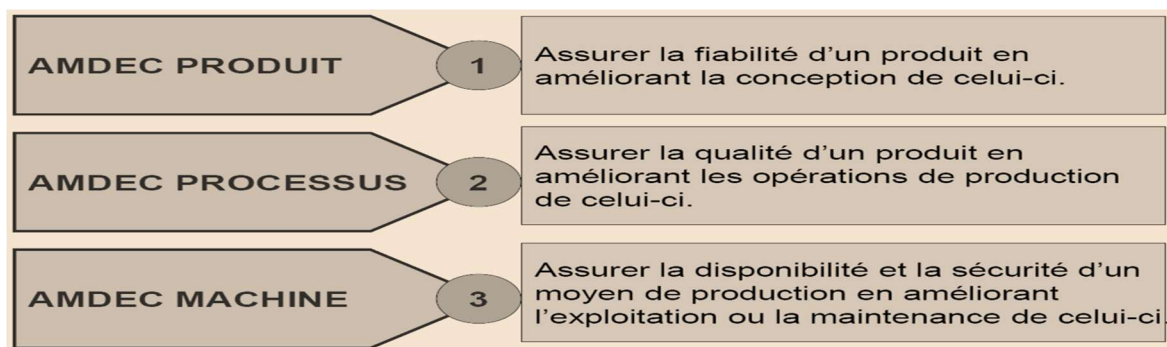 AMDEC PRODUIT
1
Assurer la fiabilité d’un produit en
améliorant la conception de celui-ci.
AMDEC PROCESSUS
2
Assurer la qualité d’un produit en
améliorant les opérations de production
de celui-ci.
AMDEC MACHINE
3
Assurer la disponibilité et la sécurité d’un
moyen de production en améliorant
l’exploitation ou la maintenance de celui-ci.